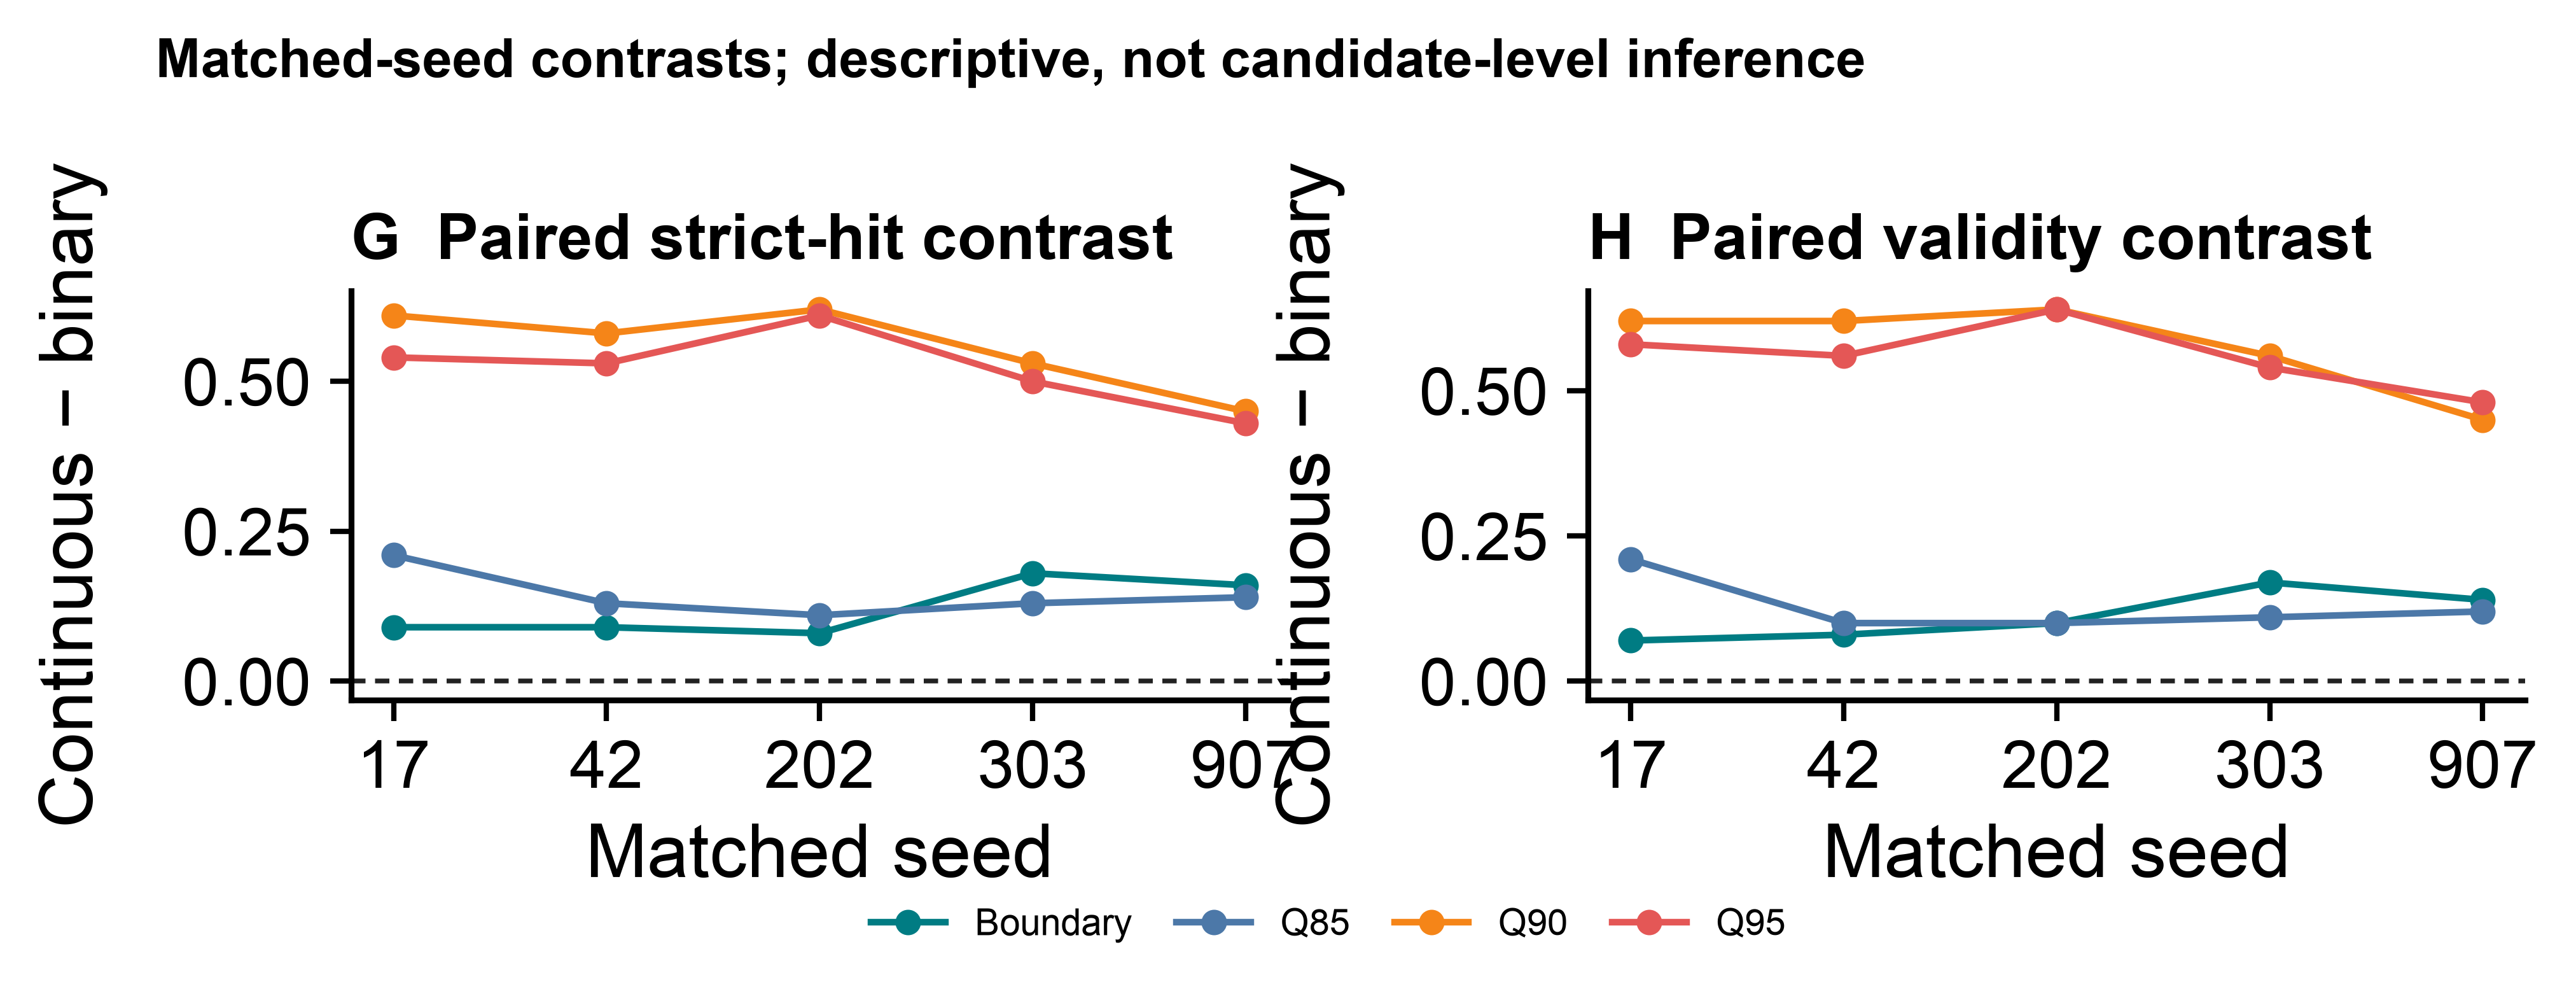 Matched-seed contrasts; descriptive, not candidate-level inference
G Paired strict-hit contrast
Continuous – binary
0.50
0.25
0.00
17 42 202 303 907
Matched seed
H Paired validity contrast
Continuous – binary
0.50
0.25
0.00
17 42 202 303 907
Matched seed
Boundary Q85 Q90 Q95